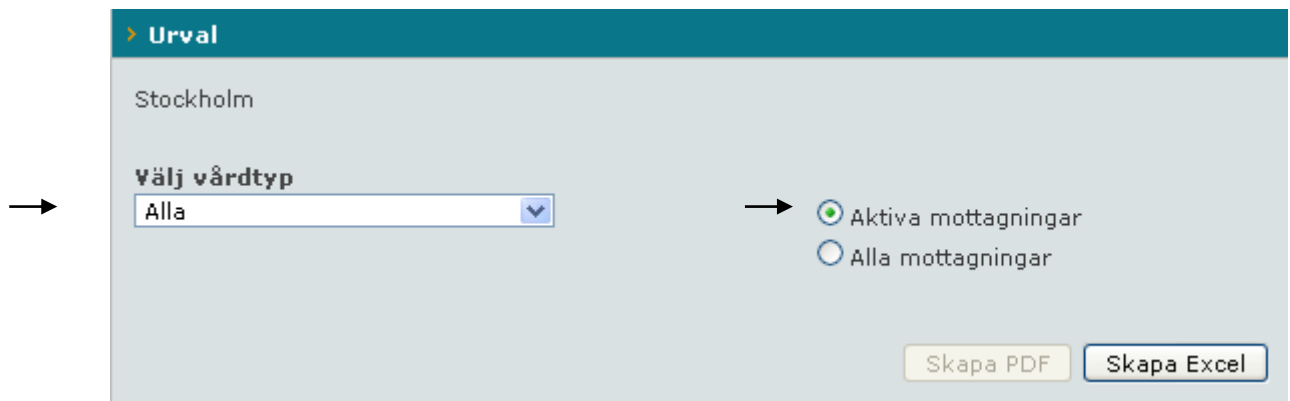 Urval
Stockholm
Välj vårdtyp
Alla
Aktiva mottagningar
Alla mottagningar
Skapa PDF
Skapa Excel